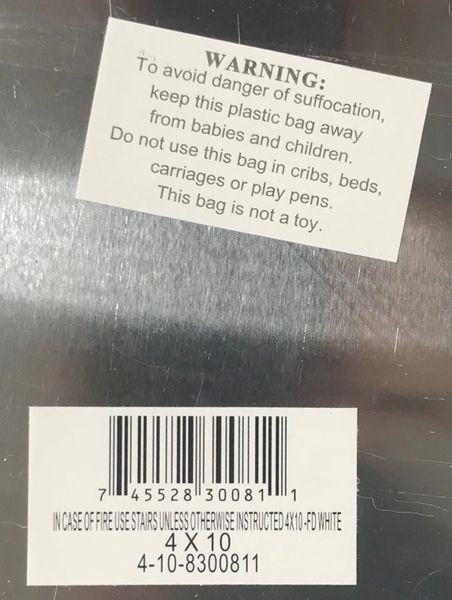 WARNING:
To avoid danger of suffocation,
keep this plastic bag away
from babies and children.
Do not use this bag in cribs, beds,
carriages or play pens.
This bag is not a toy.
7 45528 30081 1
IN CASE OF FIRE USE STAIRS UNLESS OTHERWISE INSTRUCTED 4X10 -FD WHITE
4 X 10
4-10-8300811